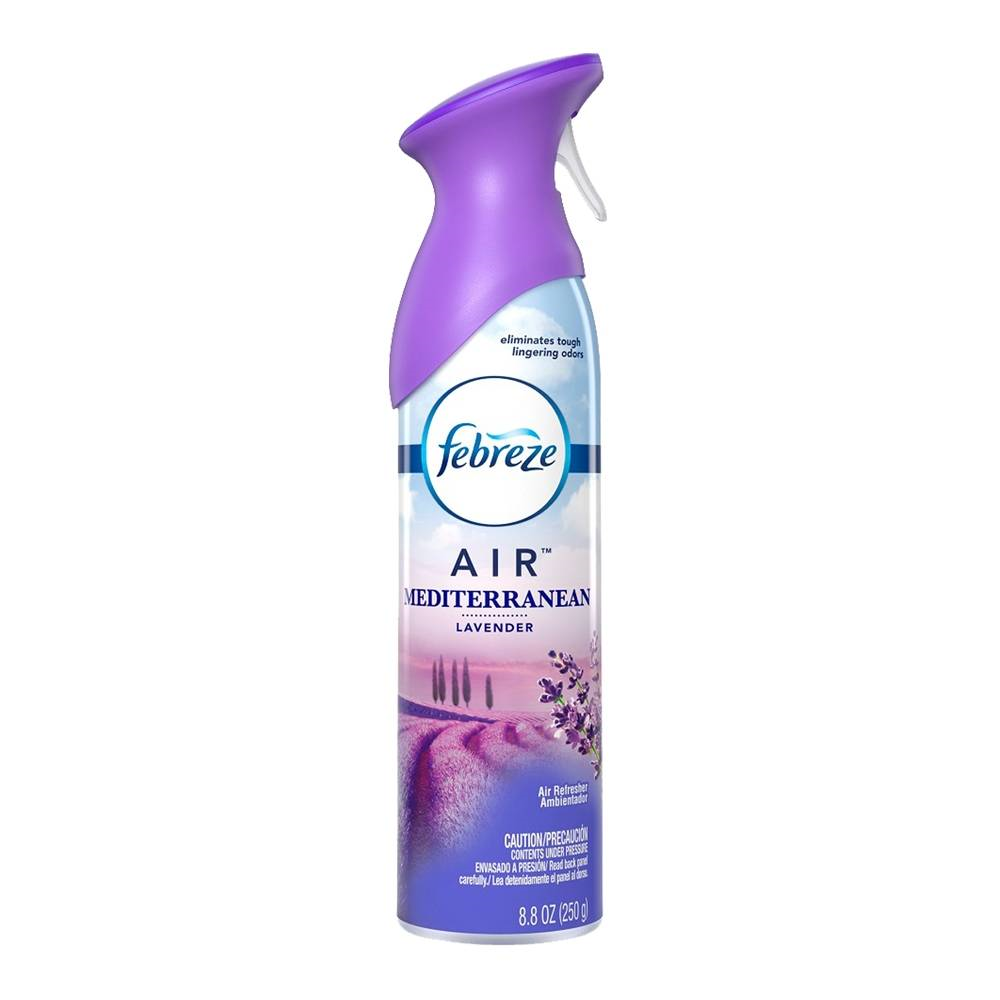 eliminates tough
lingering odors
febreze
AIR™
MEDITERRANEAN
LAVENDER
Air Refresher
Ambientador
CAUTION/PRECAUCIÓN
CONTENTS UNDER PRESSURE
ENVASADO A PRESIÓN/ Read back panel
carefully./ Lea detenidamente el panel al dorso.
8.8 OZ (250 g)